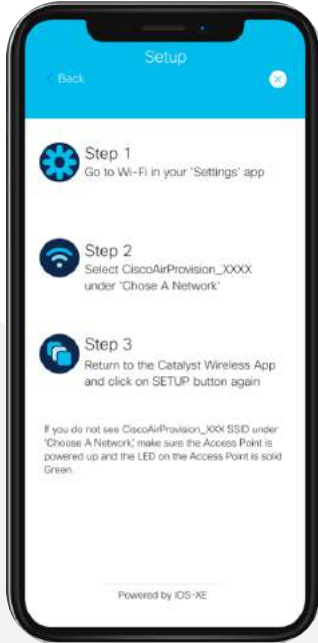 Setup
Back
Step 1
Go to Wi-Fi in your 'Settings' app
Step 2
Select CiscoAirProvision_XXXX
under 'Chose A Network'
Step 3
Return to the Catalyst Wireless App
and click on SETUP button again
If you do not see CiscoAirProvision_XXX SSID under
'Choose A Network', make sure the Access Point is
powered up and the LED on the Access Point is solid
Green.
Powered by IOS-XE